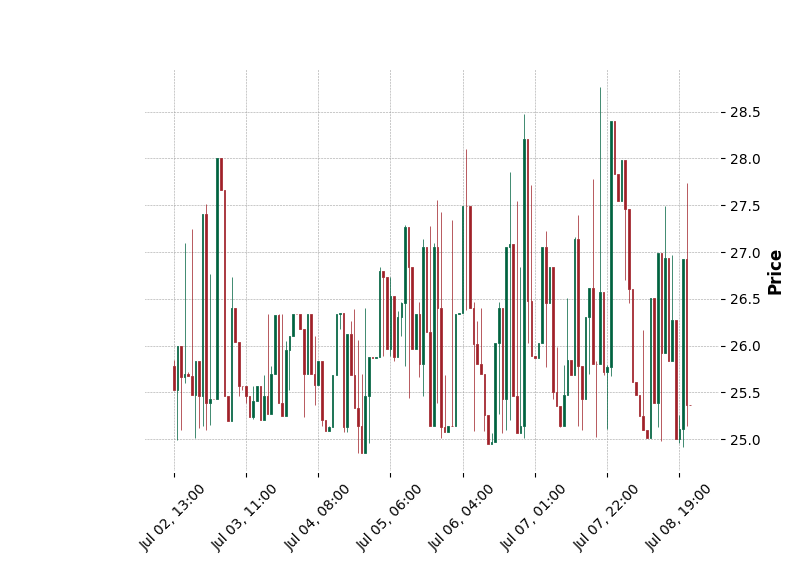 28.5
28.0
27.5
27.0
26.5
26.0
25.5
25.0
Price
Jul 02, 13:00
Jul 03, 11:00
Jul 04, 08:00
Jul 05, 06:00
Jul 06, 04:00
Jul 07, 01:00
Jul 07, 22:00
Jul 08, 19:00